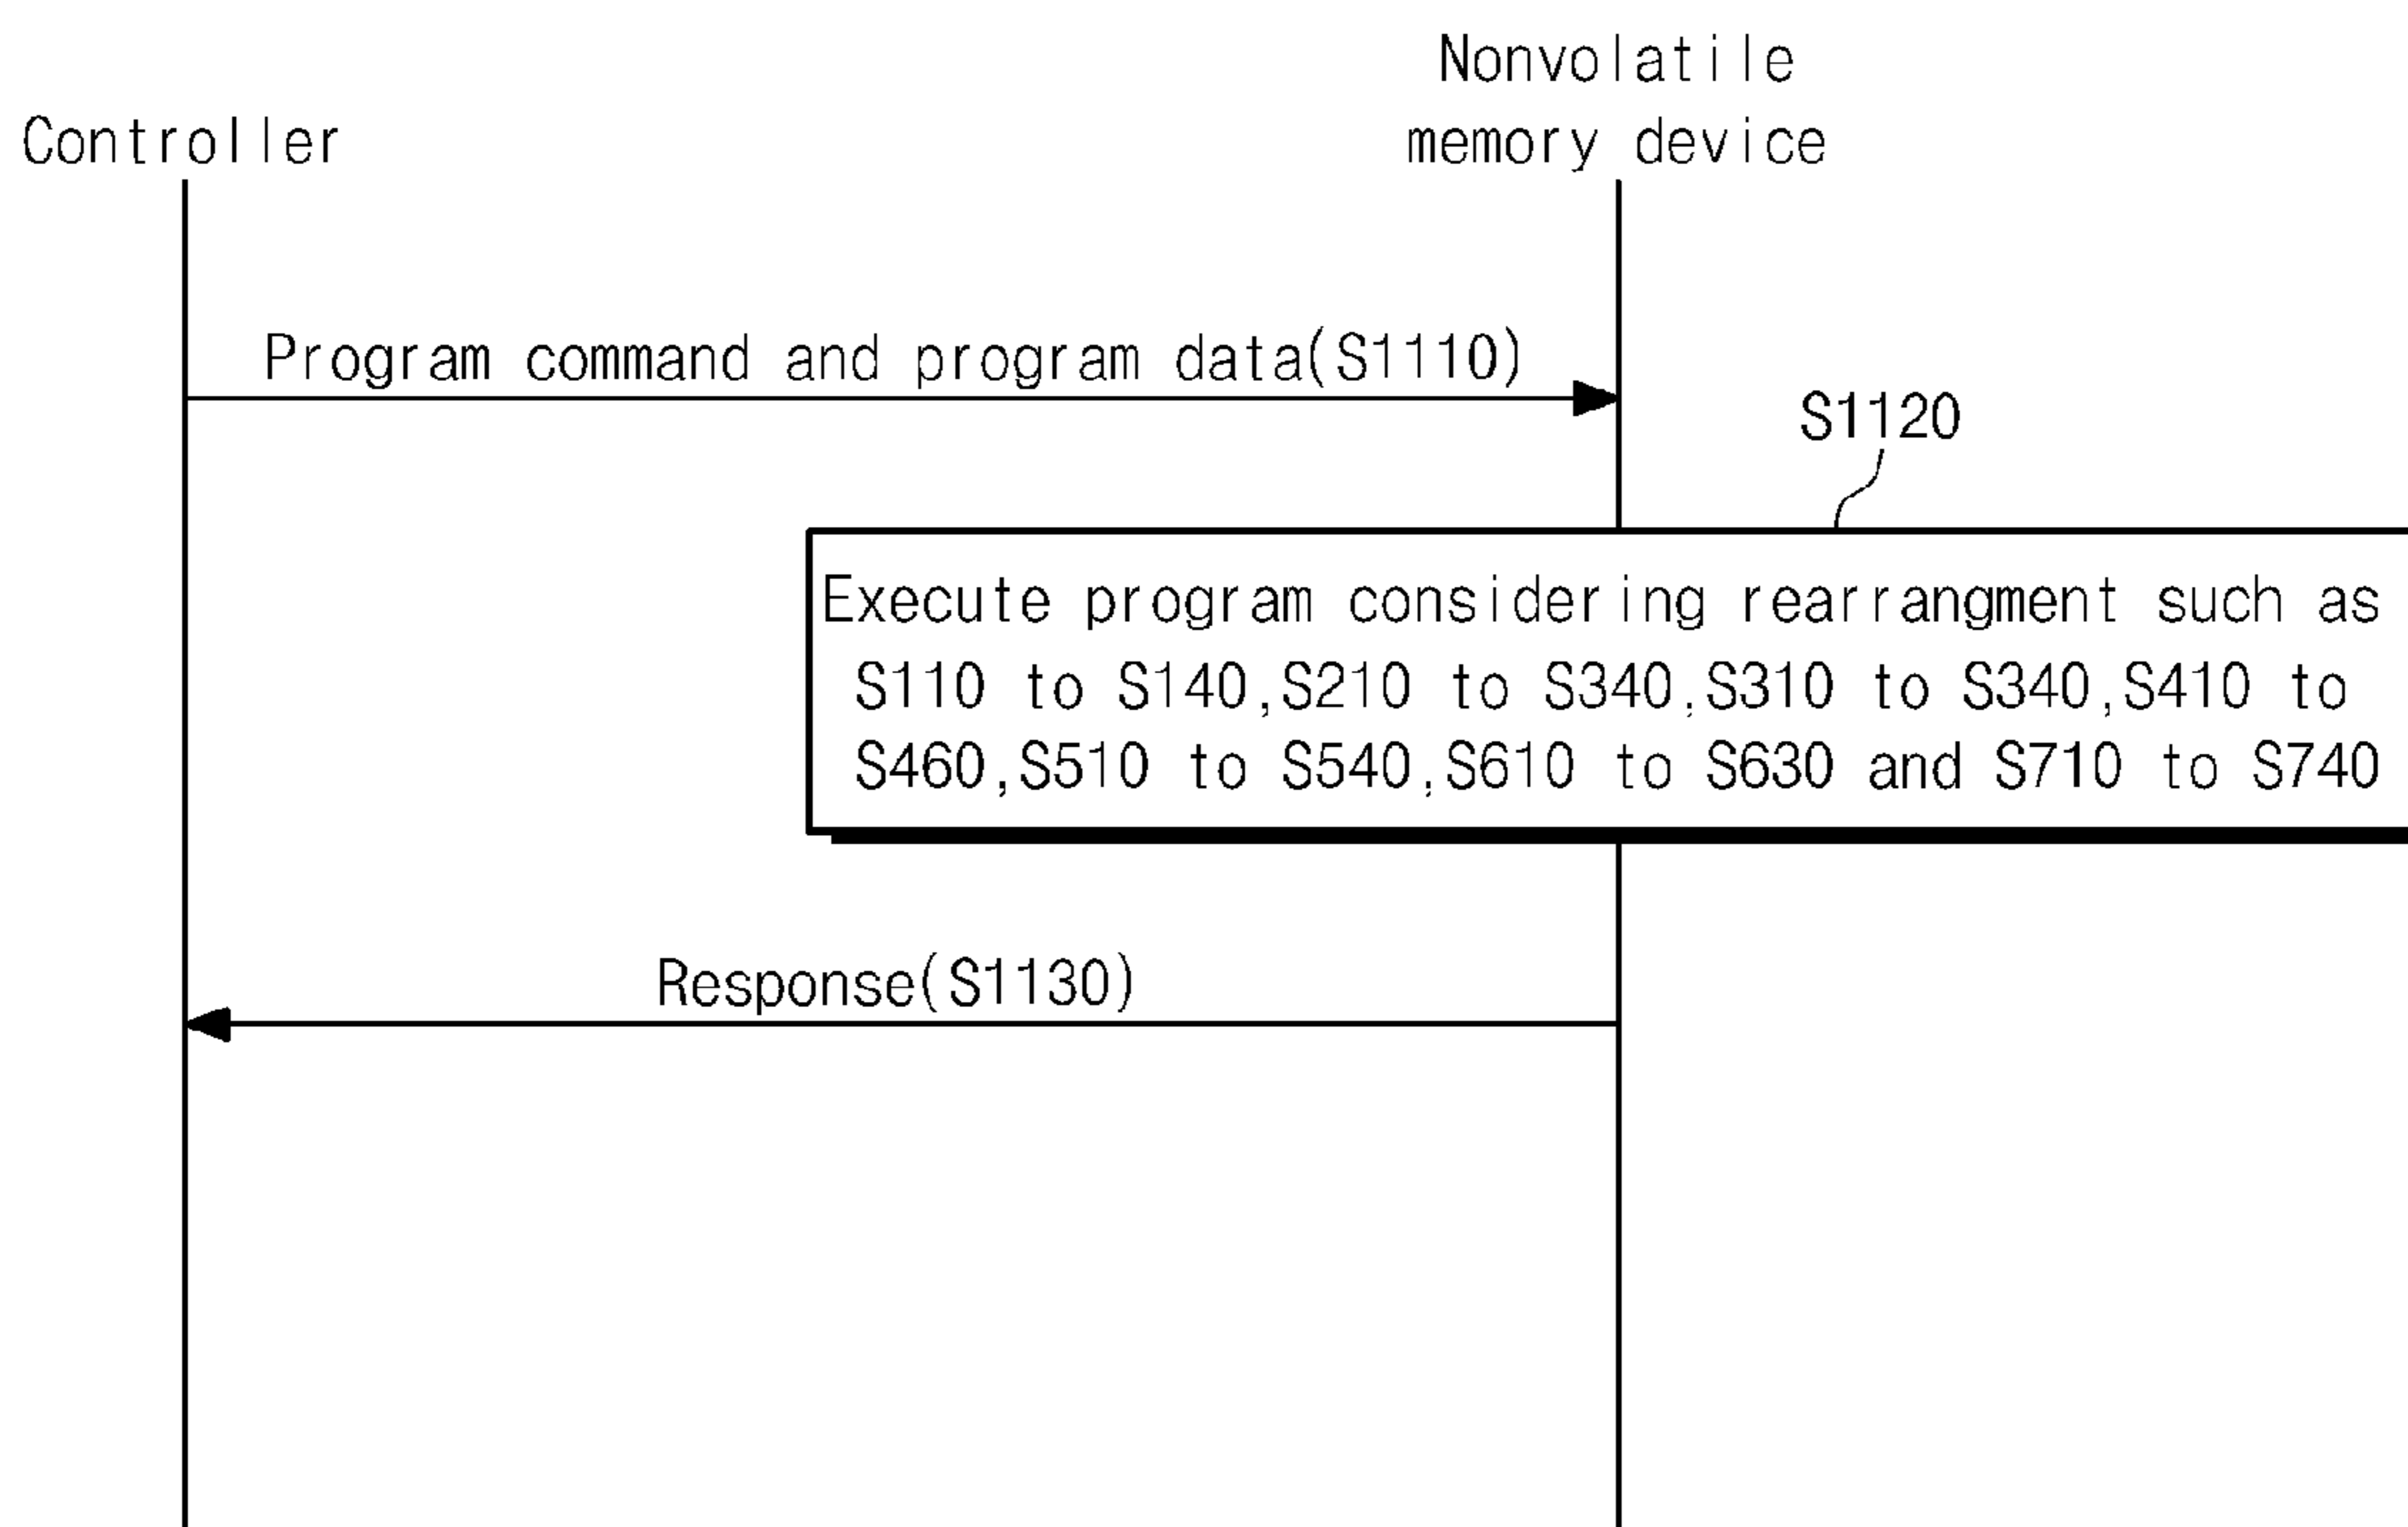 Nonvolatile
memory device
Controller
Program command and program data(S1110)
S1120
Execute program considering rearrangment such as
S110 to S140,S210 to S340,S310 to S340,S410 to
S460,S510 to S540,S610 to S630 and S710 to S740
Response(S1130)